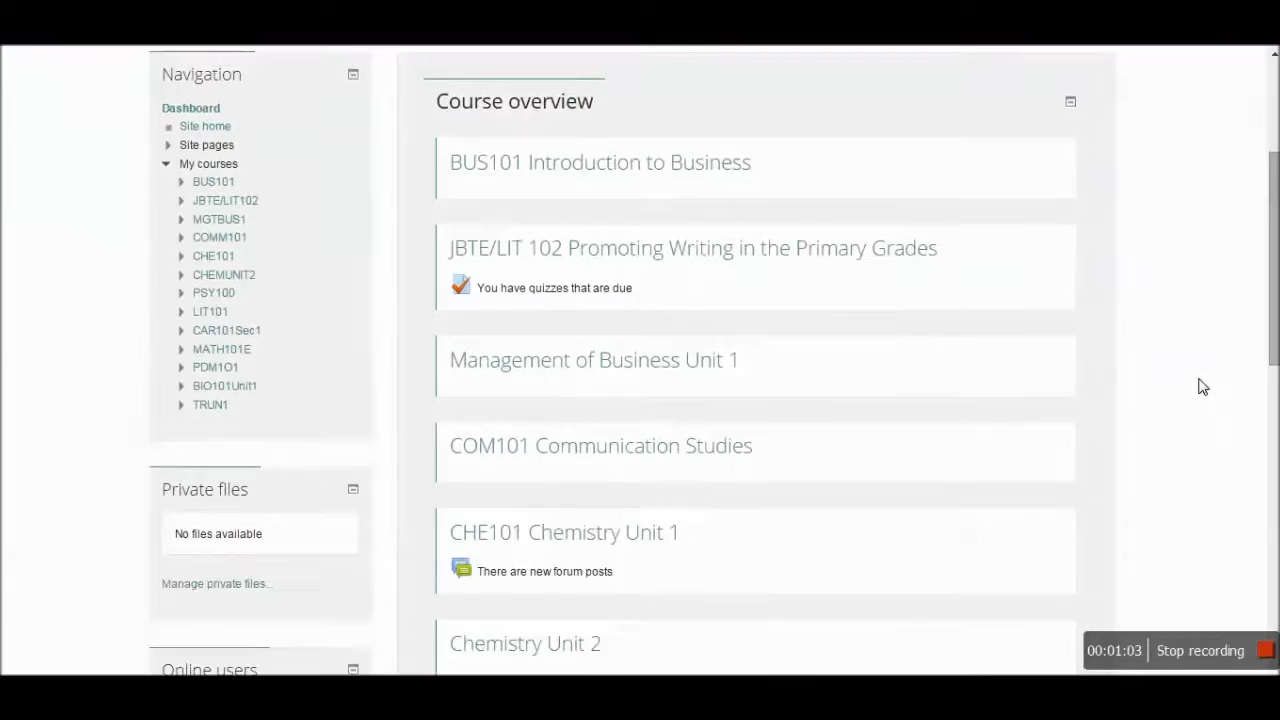 Navigation
Dashboard
Site home
Site pages
My courses
BUS101
JBTE/LIT102
MGTBUS1
COMM101
CHE101
CHEMUNIT2
PSY100
LIT101
CAR101Sec1
MATH101E
PDM1O1
BIO101Unit1
TRUN1
Private files
No files available
Manage private files...
Online users
Course overview
BUS101 Introduction to Business
JBTE/LIT 102 Promoting Writing in the Primary Grades
You have quizzes that are due
Management of Business Unit 1
COM101 Communication Studies
CHE101 Chemistry Unit 1
There are new forum posts
Chemistry Unit 2
00:01:03 Stop recording